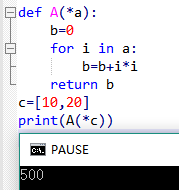 def A(*a):
    b=0
    for i in a:
        b=b+i*i
    return b
c=[10,20]
print(A(*c))
C:\. PAUSE
500